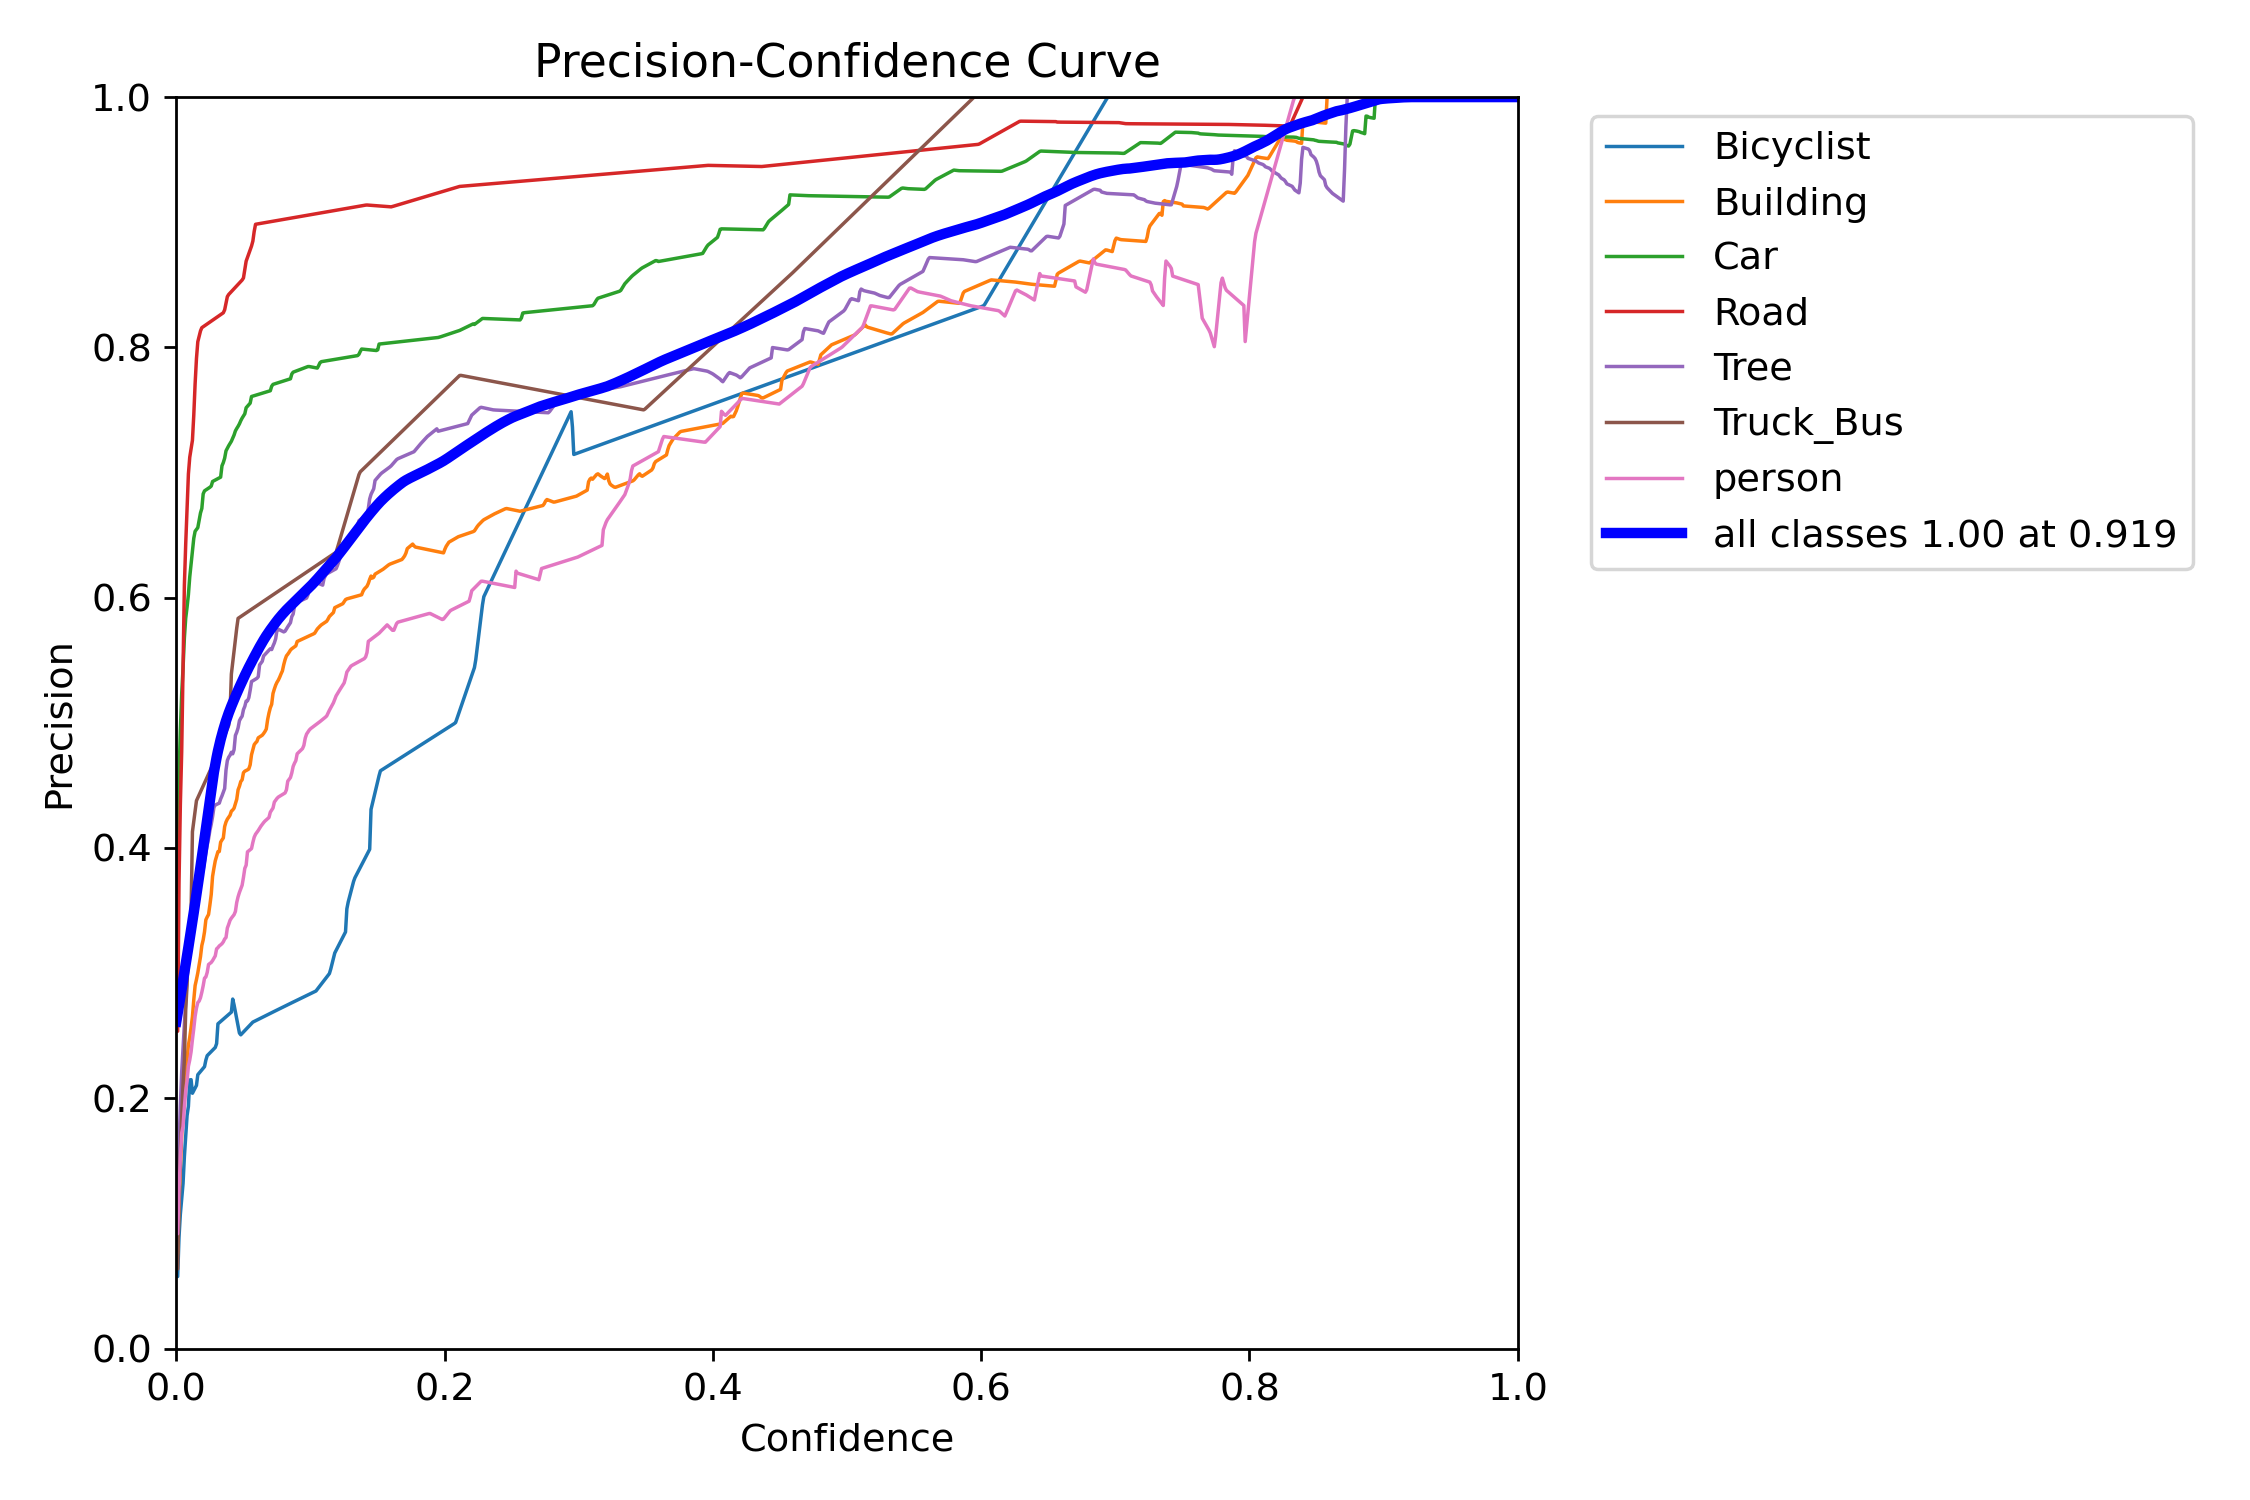 Precision-Confidence Curve
1.0
0.8
0.6
0.4
0.2
0.0
Precision
0.0 0.2 0.4 0.6 0.8 1.0
Confidence
Bicyclist
Building
Car
Road
Tree
Truck_Bus
person
all classes 1.00 at 0.919